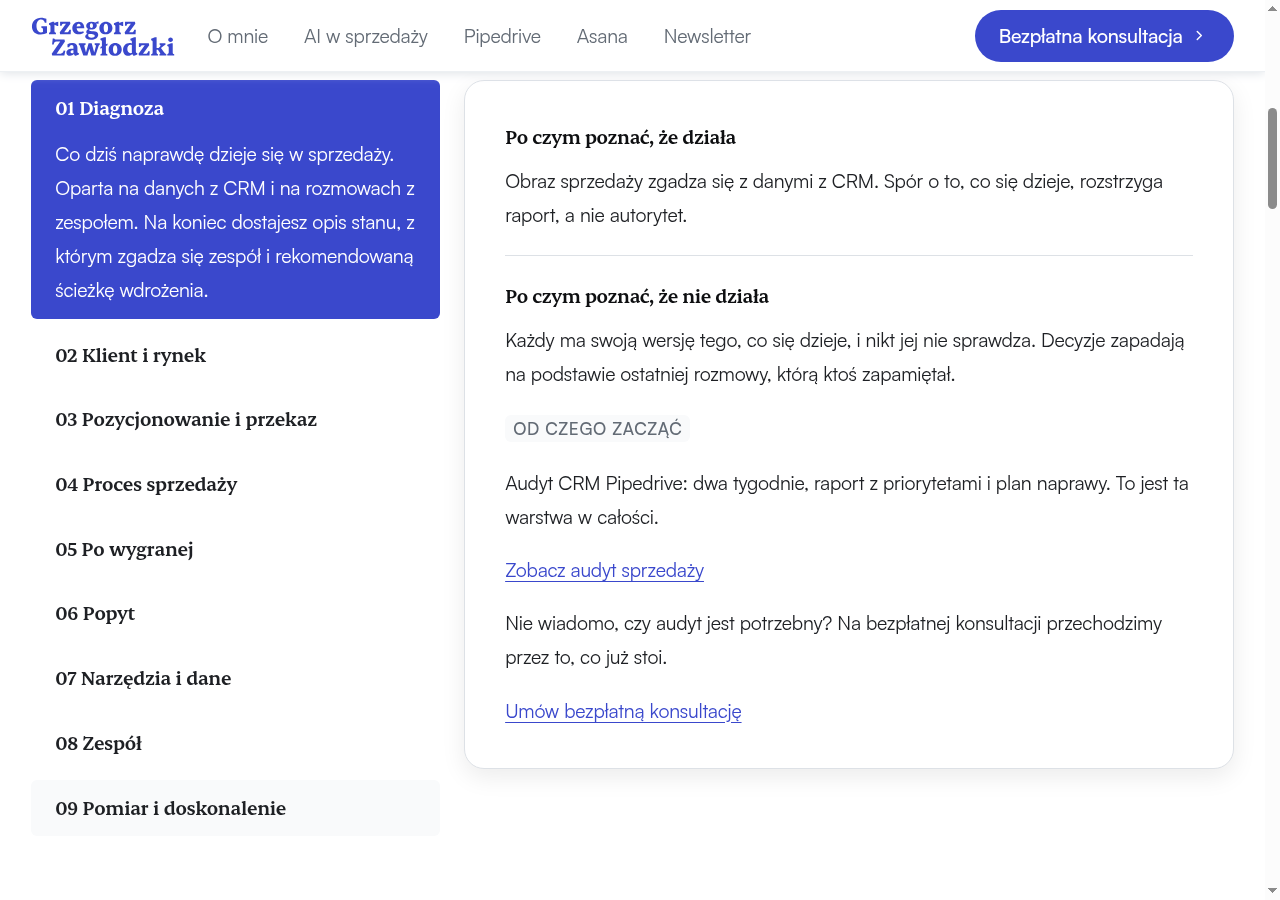 Grzegorz
Zawłodzki
O mnie
AI w sprzedaży
Pipedrive
Asana
Newsletter
Bezpłatna konsultacja
01 Diagnoza
Co dziś naprawdę dzieje się w sprzedaży.
Oparta na danych z CRM i na rozmowach z
zespołem. Na koniec dostajesz opis stanu, z
którym zgadza się zespół i rekomendowaną
ścieżkę wdrożenia.
02 Klient i rynek
03 Pozycjonowanie i przekaz
04 Proces sprzedaży
05 Po wygranej
06 Popyt
07 Narzędzia i dane
08 Zespół
09 Pomiar i doskonalenie
Po czym poznać, że działa
Obraz sprzedaży zgadza się z danymi z CRM. Spór o to, co się dzieje, rozstrzyga
raport, a nie autorytet.
Po czym poznać, że nie działa
Każdy ma swoją wersję tego, co się dzieje, i nikt jej nie sprawdza. Decyzje zapadają
na podstawie ostatniej rozmowy, którą ktoś zapamiętał.
OD CZEGO ZACZĄĆ
Audyt CRM Pipedrive: dwa tygodnie, raport z priorytetami i plan naprawy. To jest ta
warstwa w całości.
Zobacz audyt sprzedaży
Nie wiadomo, czy audyt jest potrzebny? Na bezpłatnej konsultacji przechodzimy
przez to, co już stoi.
Umów bezpłatną konsultację